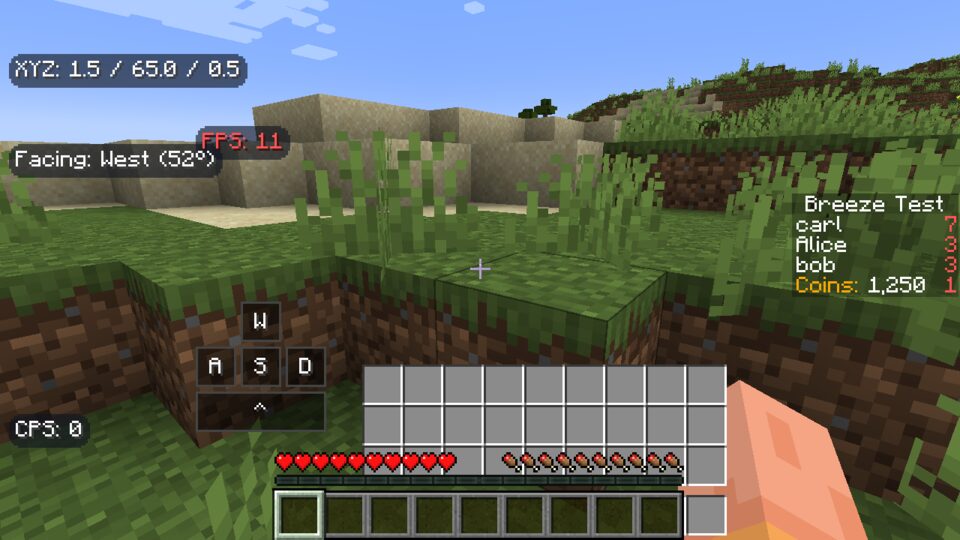 XYZ: 1.5 / 65.0 / 0.5
FPS: 11
Facing: West (52º)
Breeze Test
carl 7
Alice 3
bob 3
Coins: 1,250 1
W
A S D
^
CPS: 0